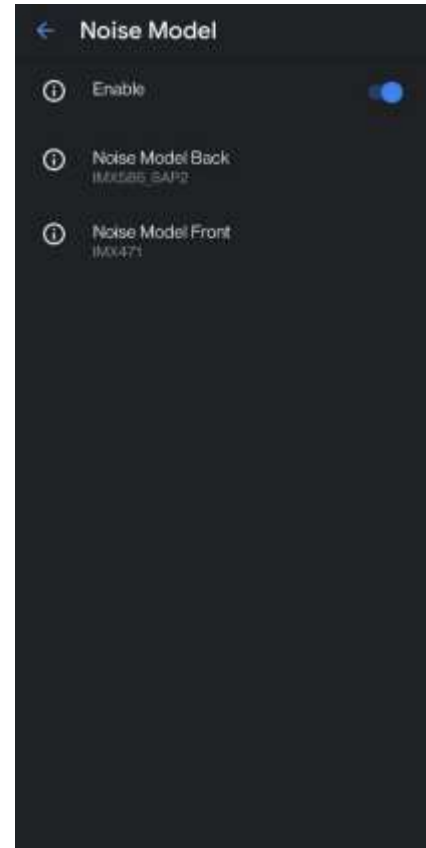 Noise Model
Enable
Noise Model Back
IMX586_SAP2
Noise Model Front
IMX471